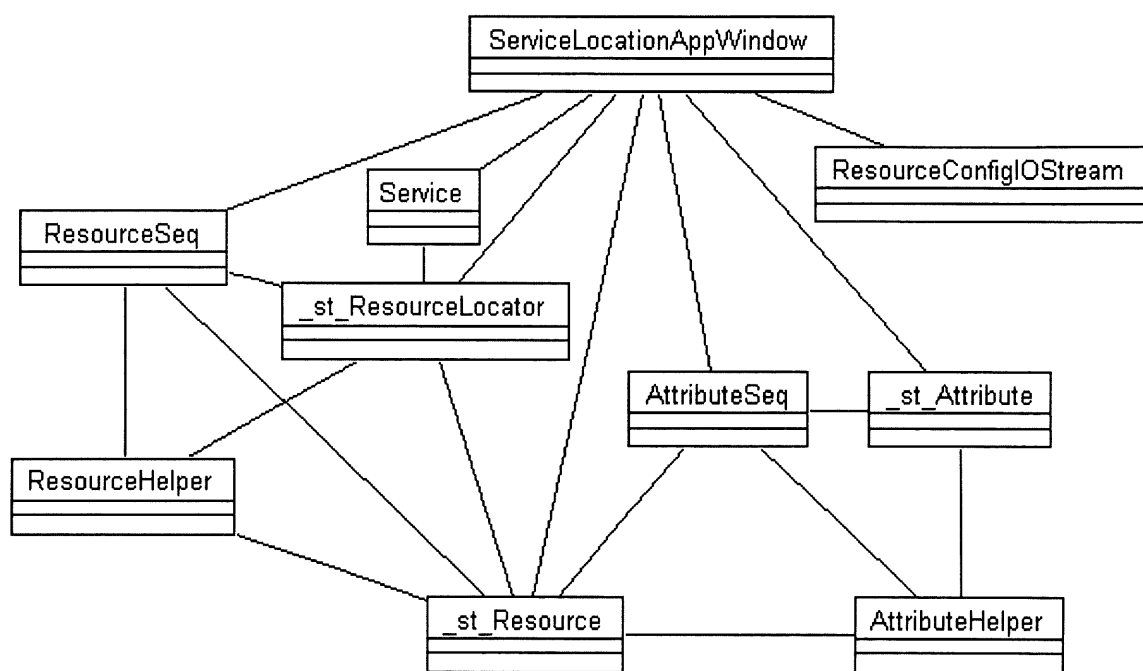 ServiceLocationAppWindow
ResourceConfigIOStream
Service
ResourceSeq
_st_ResourceLocator
AttributeSeq
_st_Attribute
ResourceHelper
_st_Resource
AttributeHelper